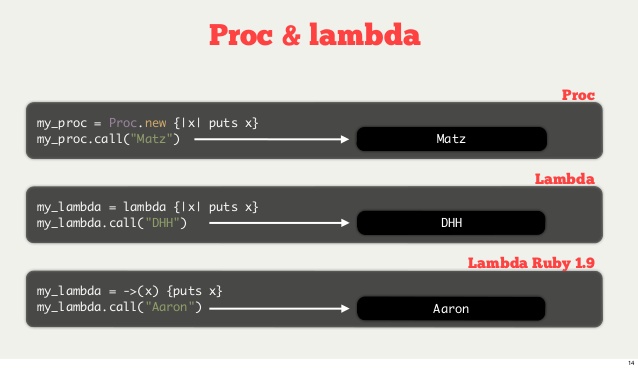 Proc & lambda
Proc
my_proc = Proc.new {|x| puts x}
my_proc.call("Matz")
Matz
Lambda
my_lambda = lambda {|x| puts x}
my_lambda.call("DHH")
DHH
Lambda Ruby 1.9
my_lambda = ->(x) {puts x}
my_lambda.call("Aaron")
Aaron
14